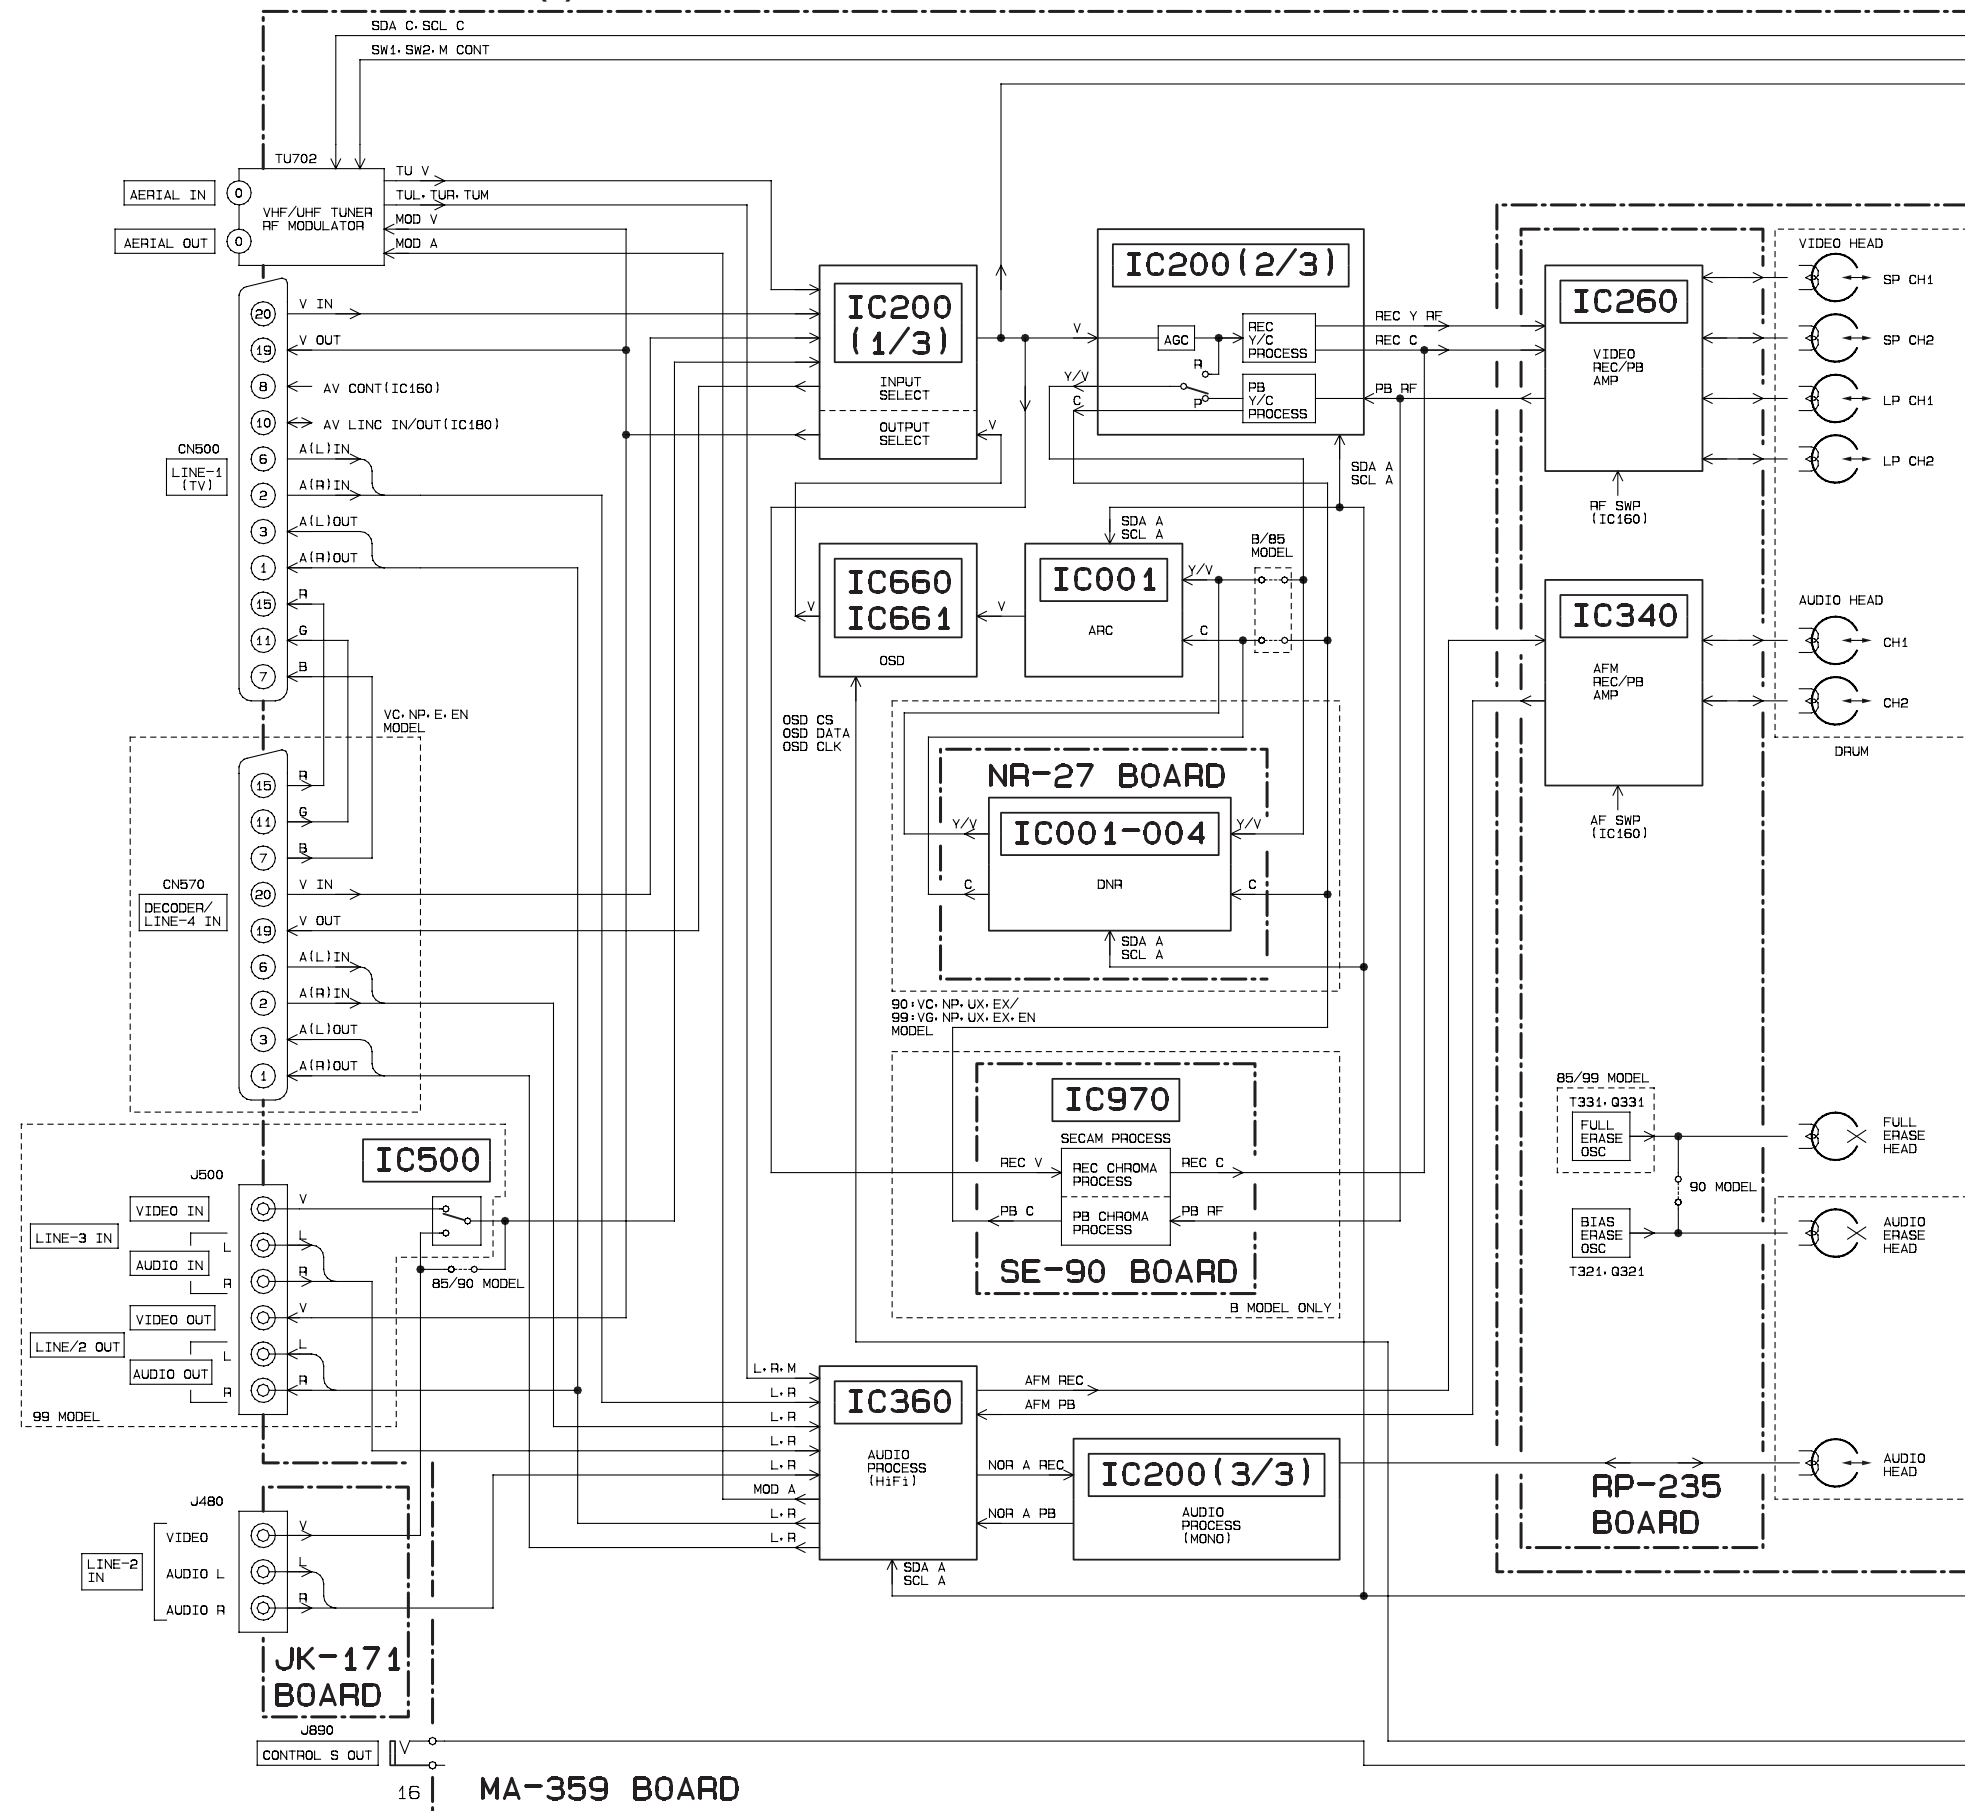 SDA C, SCL C
SW1, SW2, M CONT
TU702
AERIAL IN
AERIAL OUT
VHF/UHF TUNER
RF MODULATOR
TU V
TUL, TUR, TUM
MOD V
MOD A
20
V IN
19
V OUT
8
AV CONT(IC160)
10
AV LINC IN/OUT(IC180)
CN500
LINE-1
(TV)
6
A(L)IN
2
A(R)IN
3
A(L)OUT
1
A(R)OUT
15
R
11
G
7
B
VC, NP, E, EN
MODEL
15
R
11
G
7
B
CN570
DECODER/
LINE-4 IN
20
V IN
19
V OUT
6
A(L)IN
2
A(R)IN
3
A(L)OUT
1
A(R)OUT
IC500
J500
VIDEO IN
V
LINE-3 IN
L
L
AUDIO IN
R
R
85/90 MODEL
VIDEO OUT
V
LINE/2 OUT
L
L
AUDIO OUT
R
R
99 MODEL
J480
VIDEO
V
LINE-2
IN
AUDIO L
L
AUDIO R
R
JK-171
BOARD
J890
CONTROL S OUT
16
MA-359 BOARD
IC200
(1/3)
INPUT
SELECT
OUTPUT
SELECT
V
V
IC200(2/3)
AGC
REC
Y/C
PROCESS
R
P
PB
Y/C
PROCESS
Y/V
C
REC Y RF
REC C
PB RF
SDA A
SCL A
IC660
IC661
OSD
V
V
SDA A
SCL A
IC001
ARC
Y/V
C
B/85
MODEL
OSD CS
OSD DATA
OSD CLK
NR-27 BOARD
IC001-004
DNR
Y/V
Y/V
C
C
SDA A
SCL A
90:VC, NP, UX, EX/
99:VG, NP, UX, EX, EN
MODEL
IC970
SECAM PROCESS
REC V
REC CHROMA
PROCESS
REC C
PB C
PB CHROMA
PROCESS
PB RF
SE-90 BOARD
B MODEL ONLY
L, R, M
L, R
L, R
L, R
L, R
MOD A
L, R
L, R
IC360
AUDIO
PROCESS
(HiFi)
AFM REC
AFM PB
NOR A REC
NOR A PB
SDA A
SCL A
IC200(3/3)
AUDIO
PROCESS
(MONO)
IC260
VIDEO
REC/PB
AMP
RF SWP
(IC160)
VIDEO HEAD
SP CH1
SP CH2
LP CH1
LP CH2
IC340
AFM
REC/PB
AMP
AF SWP
(IC160)
AUDIO HEAD
CH1
CH2
DRUM
85/99 MODEL
T331, Q331
FULL
ERASE
OSC
FULL
ERASE
HEAD
90 MODEL
BIAS
ERASE
OSC
T321, Q321
AUDIO
ERASE
HEAD
AUDIO
HEAD
RP-235
BOARD